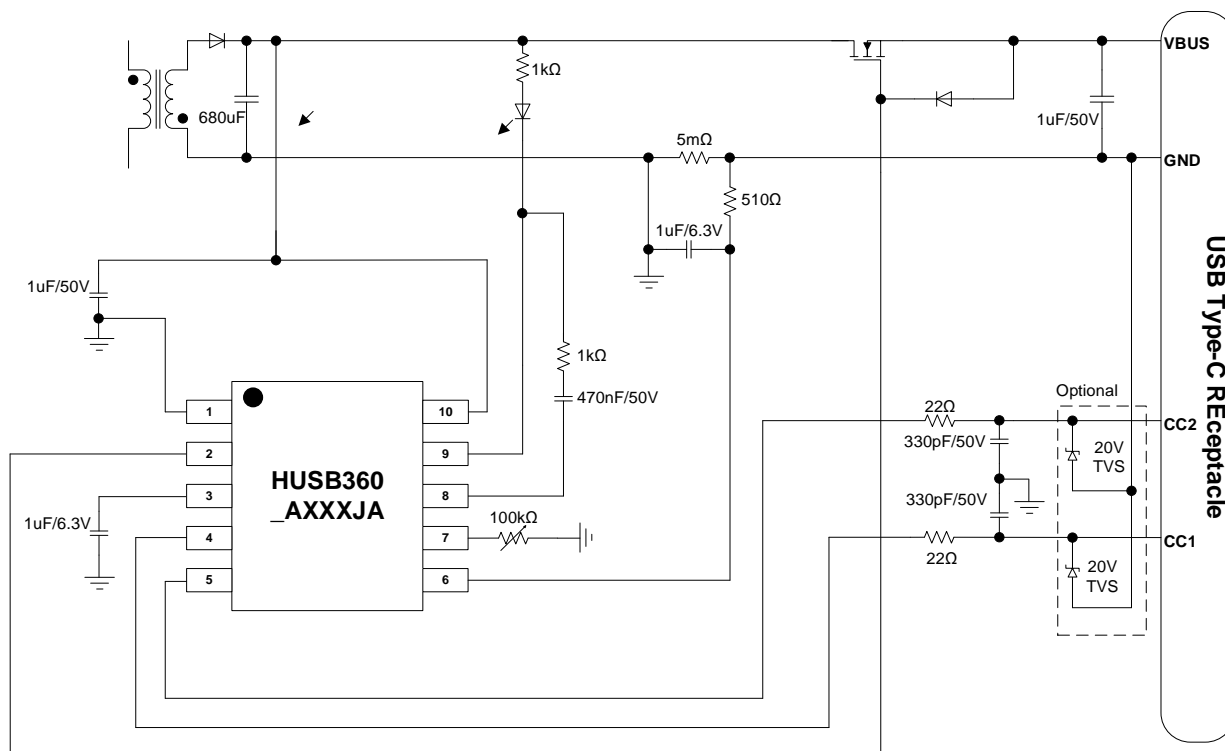 VBUS
1kΩ
680uF
1uF/50V
5mΩ
GND
510Ω
1uF/6.3V
1uF/50V
USB Type-C REceptacle
1kΩ
470nF/50V
Optional
1
10
22Ω
CC2
330pF/50V
20V
TVS
2
9
HUSB360
_AXXXJA
3
8
330pF/50V
1uF/6.3V
100kΩ
4
7
CC1
22Ω
20V
TVS
5
6